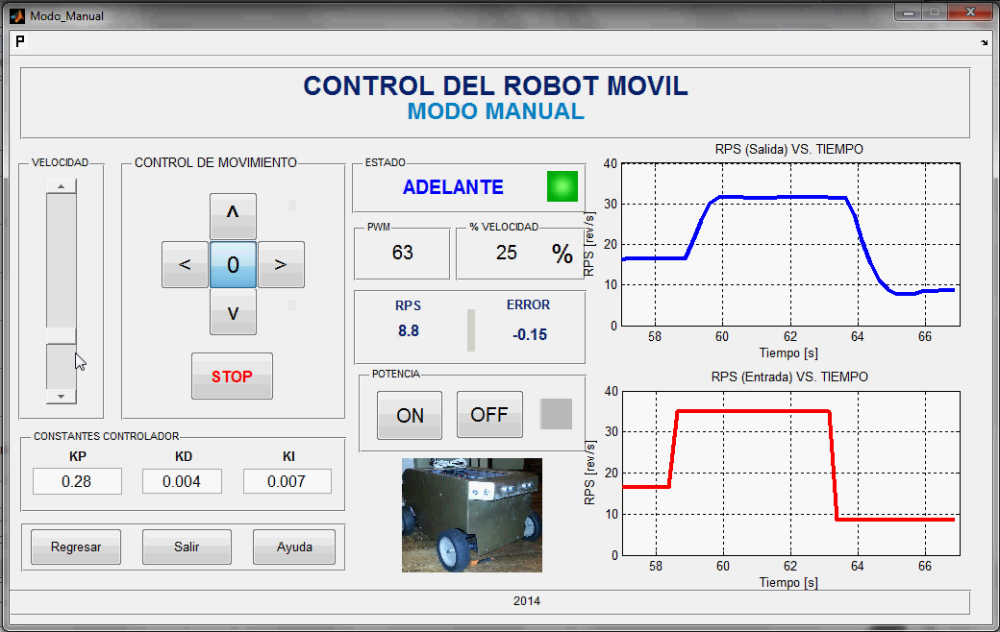 Modo_Manual
P
CONTROL DEL ROBOT MOVIL
MODO MANUAL
VELOCIDAD
CONTROL DE MOVIMIENTO
^
< 0 >
v
STOP
ESTADO
ADELANTE
PWM
63
% VELOCIDAD
25 %
RPS
8.8
ERROR
-0.15
POTENCIA
ON OFF
CONSTANTES CONTROLADOR
KP KD KI
0.28 0.004 0.007
Regresar Salir Ayuda
RPS (Salida) VS. TIEMPO
RPS [rev/s]
40
30
20
10
0
58 60 62 64 66
Tiempo [s]
RPS (Entrada) VS. TIEMPO
RPS [rev/s]
40
30
20
10
0
58 60 62 64 66
Tiempo [s]
2014